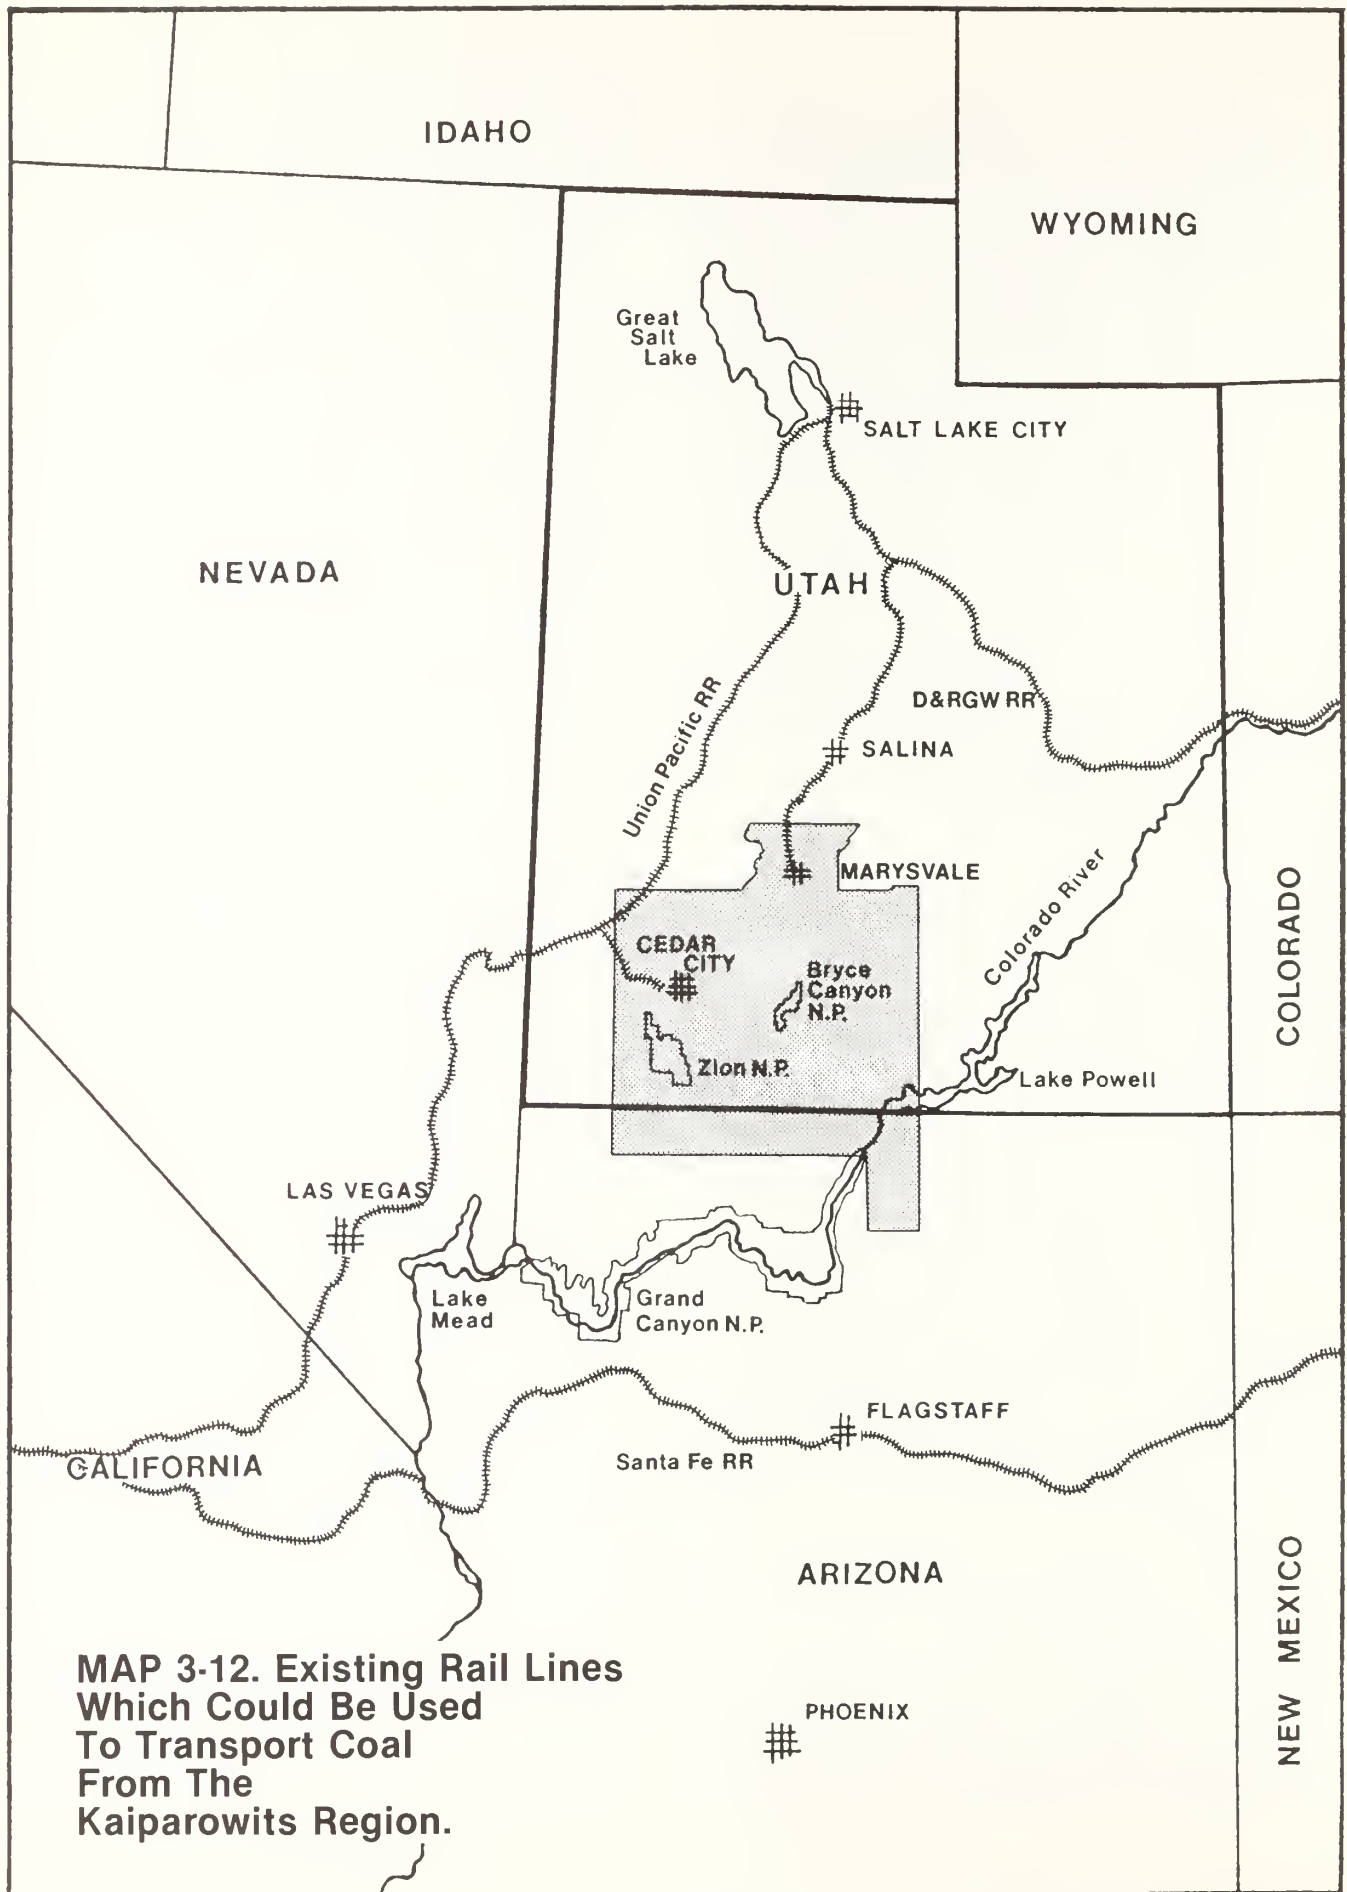 IDAHO
WYOMING
Great
Salt
Lake
SALT LAKE CITY
NEVADA
UTAH
Union Pacific RR
D&RGW RR
SALINA
MARYSVALE
Colorado River
COLORADO
CEDAR
CITY
Bryce
Canyon
N.P.
Zion N.P.
Lake Powell
LAS VEGAS
Lake
Mead
Grand
Canyon N.P.
FLAGSTAFF
Santa Fe RR
CALIFORNIA
ARIZONA
NEW MEXICO
PHOENIX
MAP 3-12. Existing Rail Lines
Which Could Be Used
To Transport Coal
From The
Kaiparowits Region.